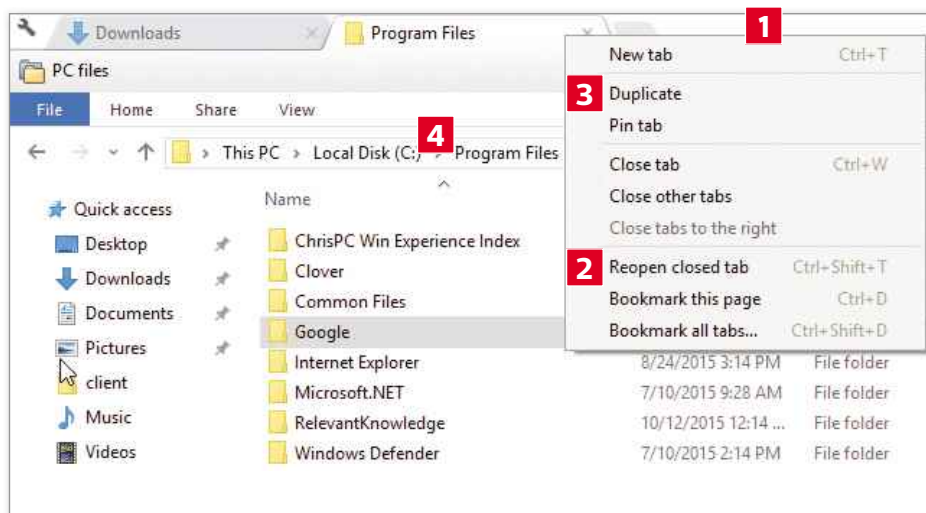 Downloads
Program Files
1
PC files
New tab Ctrl+T
File Home Share View
3 Duplicate
Pin tab
4
This PC > Local Disk (C:) > Program Files
Close tab Ctrl+W
Close other tabs
Close tabs to the right
2 Reopen closed tab Ctrl+Shift+T
Bookmark this page Ctrl+D
Bookmark all tabs... Ctrl+Shift+D
Quick access
Desktop
Downloads
Documents
Pictures
client
Music
Videos
Name
ChrisPC Win Experience Index
Clover
Common Files
Google
Internet Explorer 8/24/2015 3:14 PM File folder
Microsoft.NET 7/10/2015 9:28 AM File folder
RelevantKnowledge 10/12/2015 12:14 ... File folder
Windows Defender 7/10/2015 2:14 PM File folder